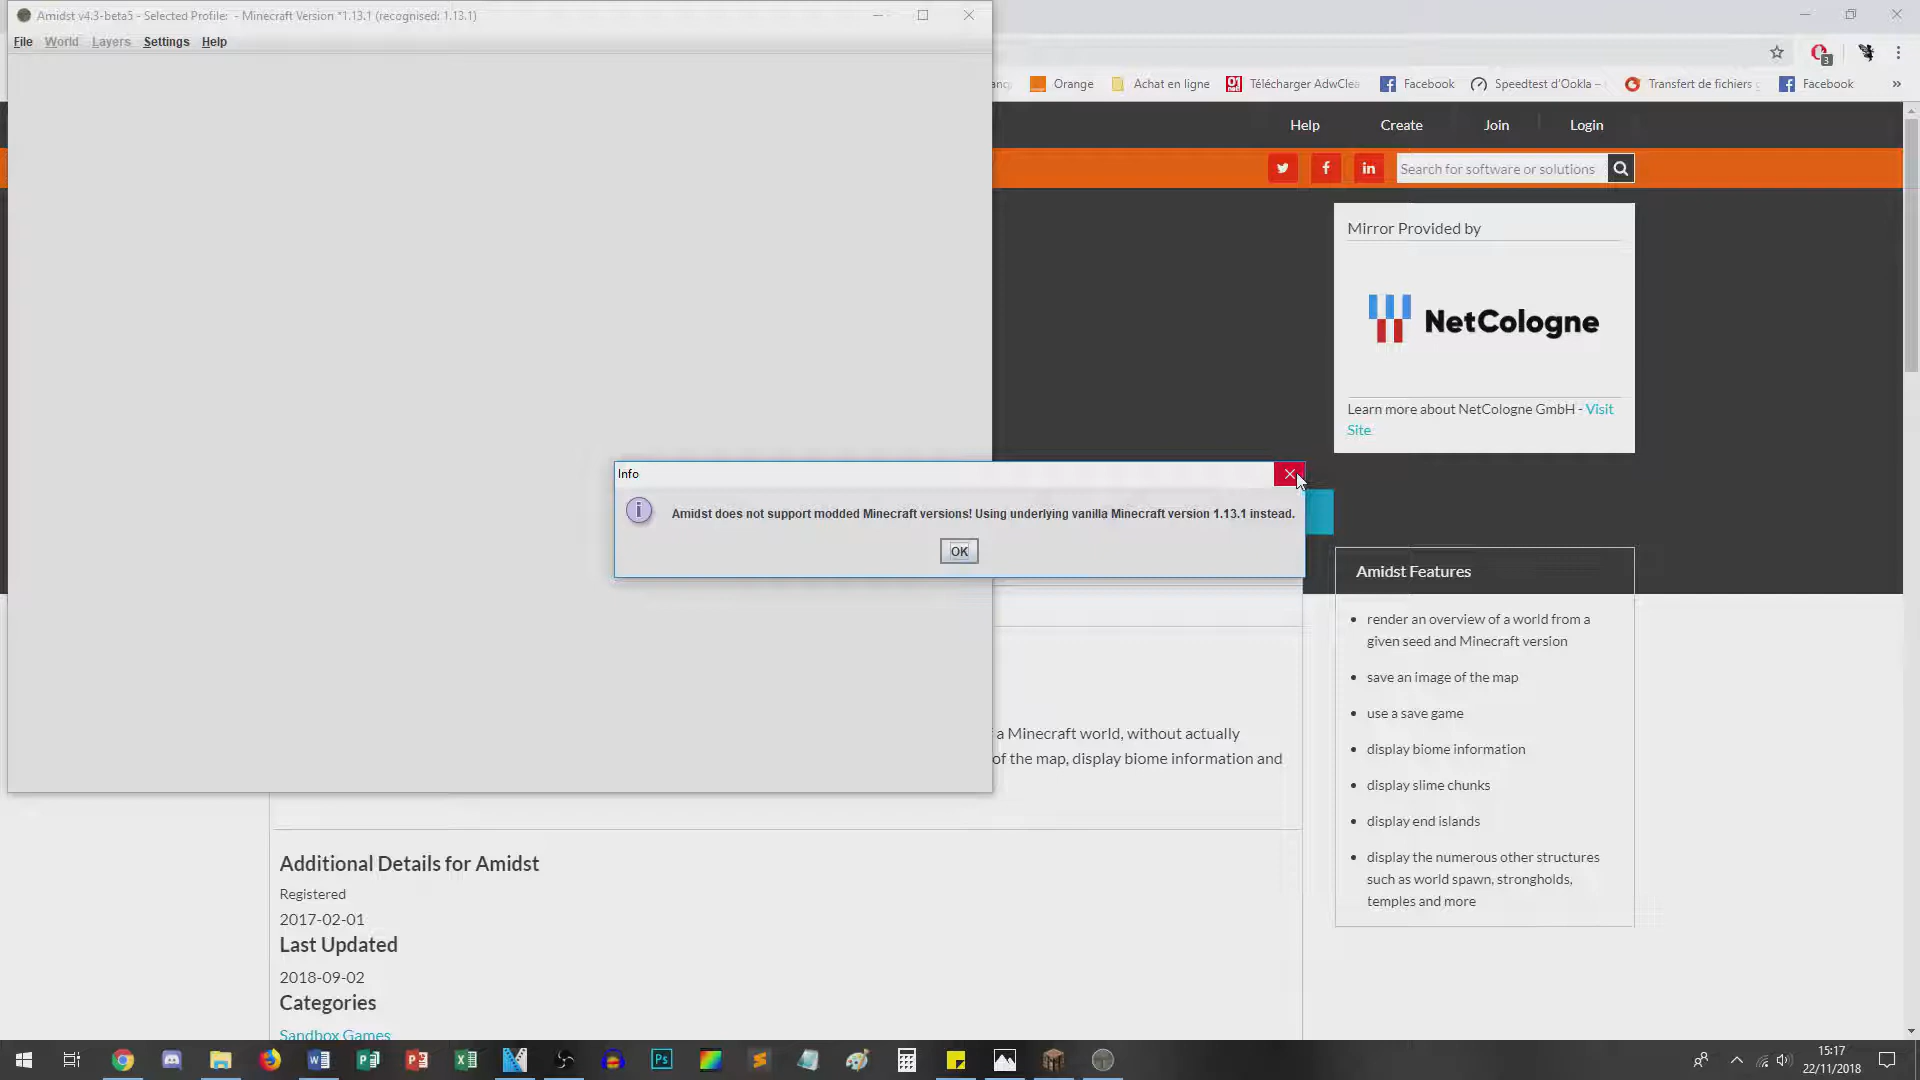 Amidst v4.3-beta5 - Selected Profile:  - Minecraft Version *1.13.1 (recognised: 1.13.1)
File World Layers Settings Help
3
Orange Achat en ligne Télécharger AdwClea Facebook Speedtest d'Ookla – Transfert de fichiers Facebook »
Help Create Join Login
Search for software or solutions
Mirror Provided by
NetCologne
Learn more about NetCologne GmbH - Visit
Site
Info
Amidst does not support modded Minecraft versions! Using underlying vanilla Minecraft version 1.13.1 instead.
OK
Amidst Features
render an overview of a world from a
given seed and Minecraft version
save an image of the map
use a save game
display biome information
display slime chunks
display end islands
display the numerous other structures
such as world spawn, strongholds,
temples and more
a Minecraft world, without actually
of the map, display biome information and
Additional Details for Amidst
Registered
2017-02-01
Last Updated
2018-09-02
Categories
Sandbox Games
15:17
22/11/2018